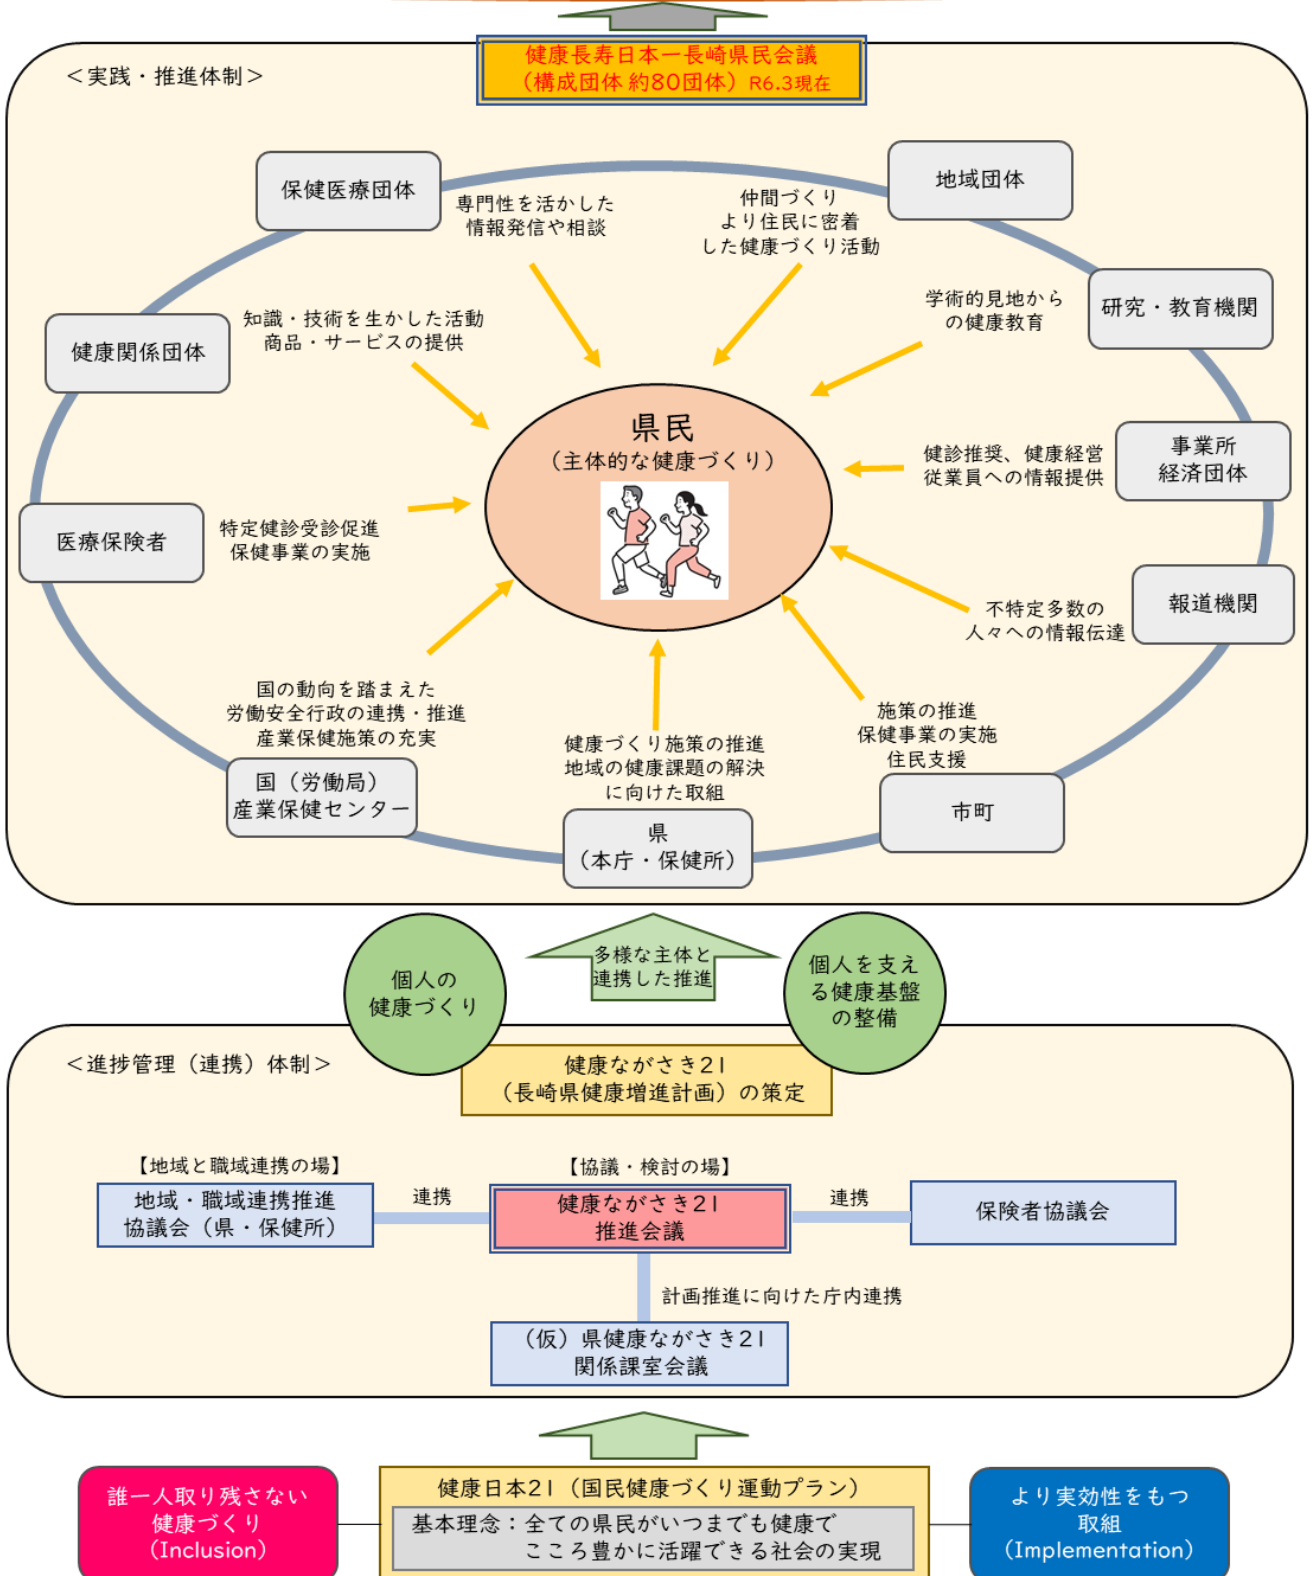 健康長寿日本一長崎県民会議
（構成団体 約80団体）R6.3現在
＜実践・推進体制＞
保健医療団体
地域団体
専門性を活かした
情報発信や相談
仲間づくり
より住民に密着
した健康づくり活動
研究・教育機関
学術的見地から
の健康教育
健康関係団体
知識・技術を生かした活動
商品・サービスの提供
県民
（主体的な健康づくり）
事業所
経済団体
健診推奨、健康経営
従業員への情報提供
医療保険者
特定健診受診促進
保健事業の実施
報道機関
不特定多数の
人々への情報伝達
国の動向を踏まえた
労働安全行政の連携・推進
産業保健施策の充実
国（労働局）
産業保健センター
健康づくり施策の推進
地域の健康課題の解決
に向けた取組
県
（本庁・保健所）
施策の推進
保健事業の実施
住民支援
市町
個人の
健康づくり
多様な主体と
連携した推進
個人を支え
る健康基盤
の整備
＜進捗管理（連携）体制＞
健康ながさき21
（長崎県健康増進計画）の策定
【地域と職域連携の場】
地域・職域連携推進
協議会（県・保健所）
連携
【協議・検討の場】
健康ながさき21
推進会議
連携
保険者協議会
計画推進に向けた庁内連携
（仮）県健康ながさき21
関係課室会議
誰一人取り残さない
健康づくり
（Inclusion）
健康日本21（国民健康づくり運動プラン）
基本理念：全ての県民がいつまでも健康で
こころ豊かに活躍できる社会の実現
より実効性をもつ
取組
（Implementation）